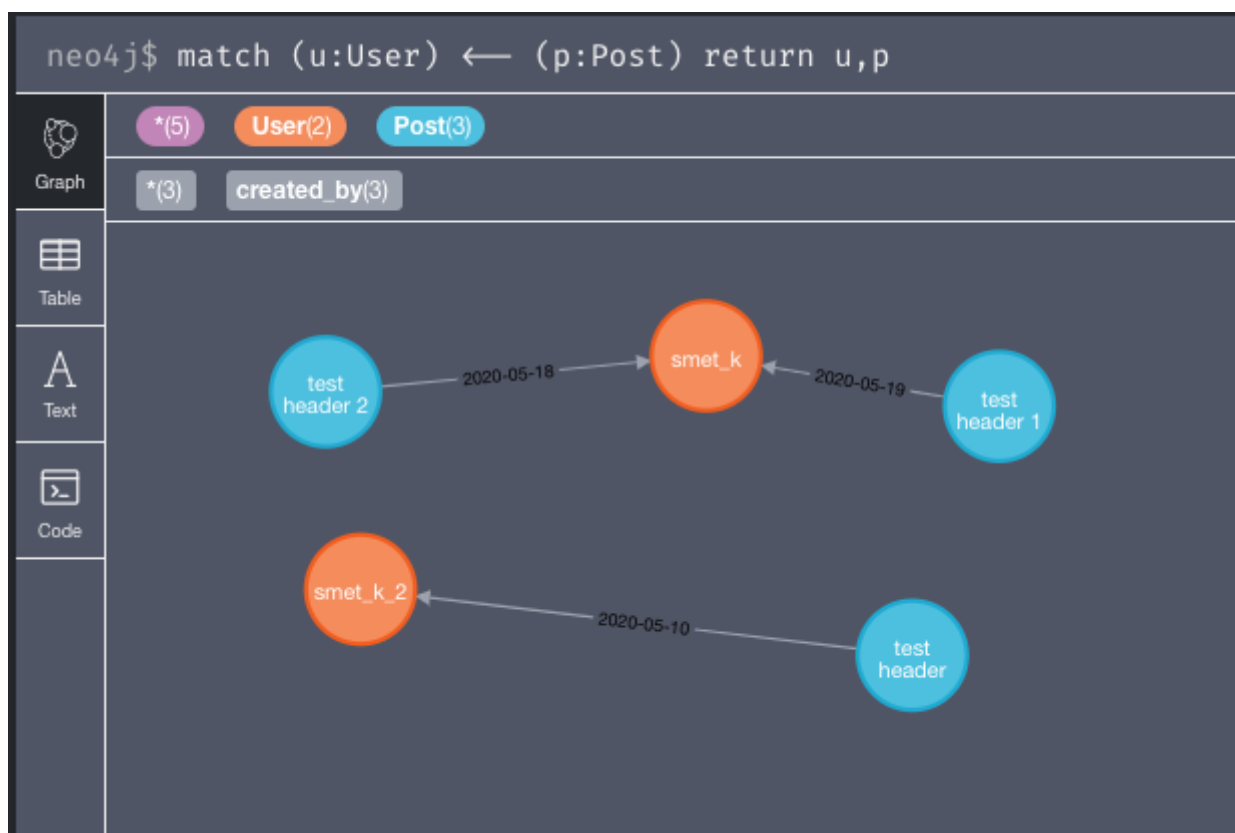 neo4j$ match (u:User) <-- (p:Post) return u,p
*(5) User(2) Post(3)
Graph
*(3) created_by(3)
Table
A
Text
Code
test
header 2
2020-05-18
smet_k
2020-05-19
test
header 1
smet_k_2
2020-05-10
test
header